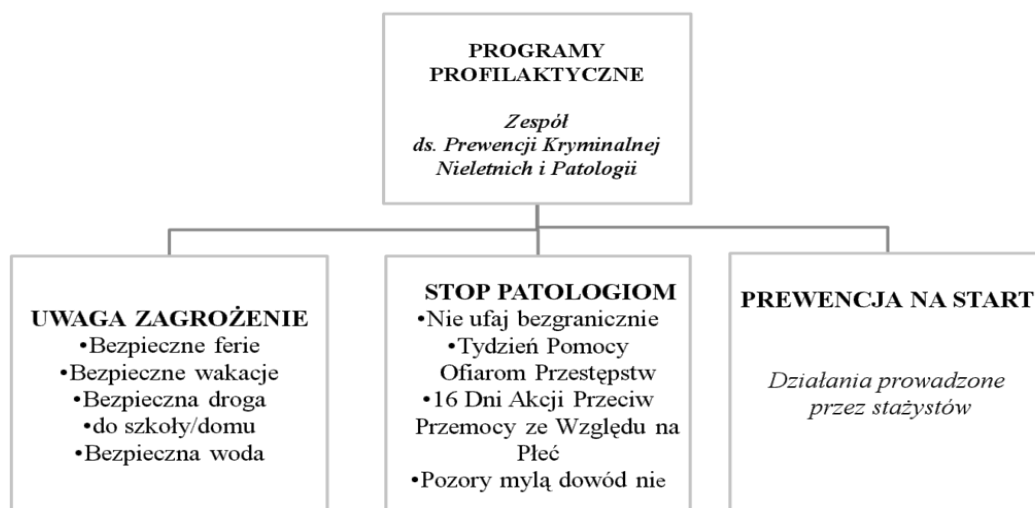 PROGRAMY
PROFILAKTYCZNE
Zespół
ds. Prewencji Kryminalnej
Nieletnich i Patologii
UWAGA ZAGROŻENIE
•Bezpieczne ferie
•Bezpieczne wakacje
•Bezpieczna droga
•do szkoły/domu
•Bezpieczna woda
STOP PATOLOGIOM
•Nie ufaj bezgranicznie
•Tydzień Pomocy
Ofiarom Przestępstw
•16 Dni Akcji Przeciw
Przemocy ze Względu na
Płeć
•Pozory mylą dowód nie
PREWENCJA NA START
Działania prowadzone
przez stażystów